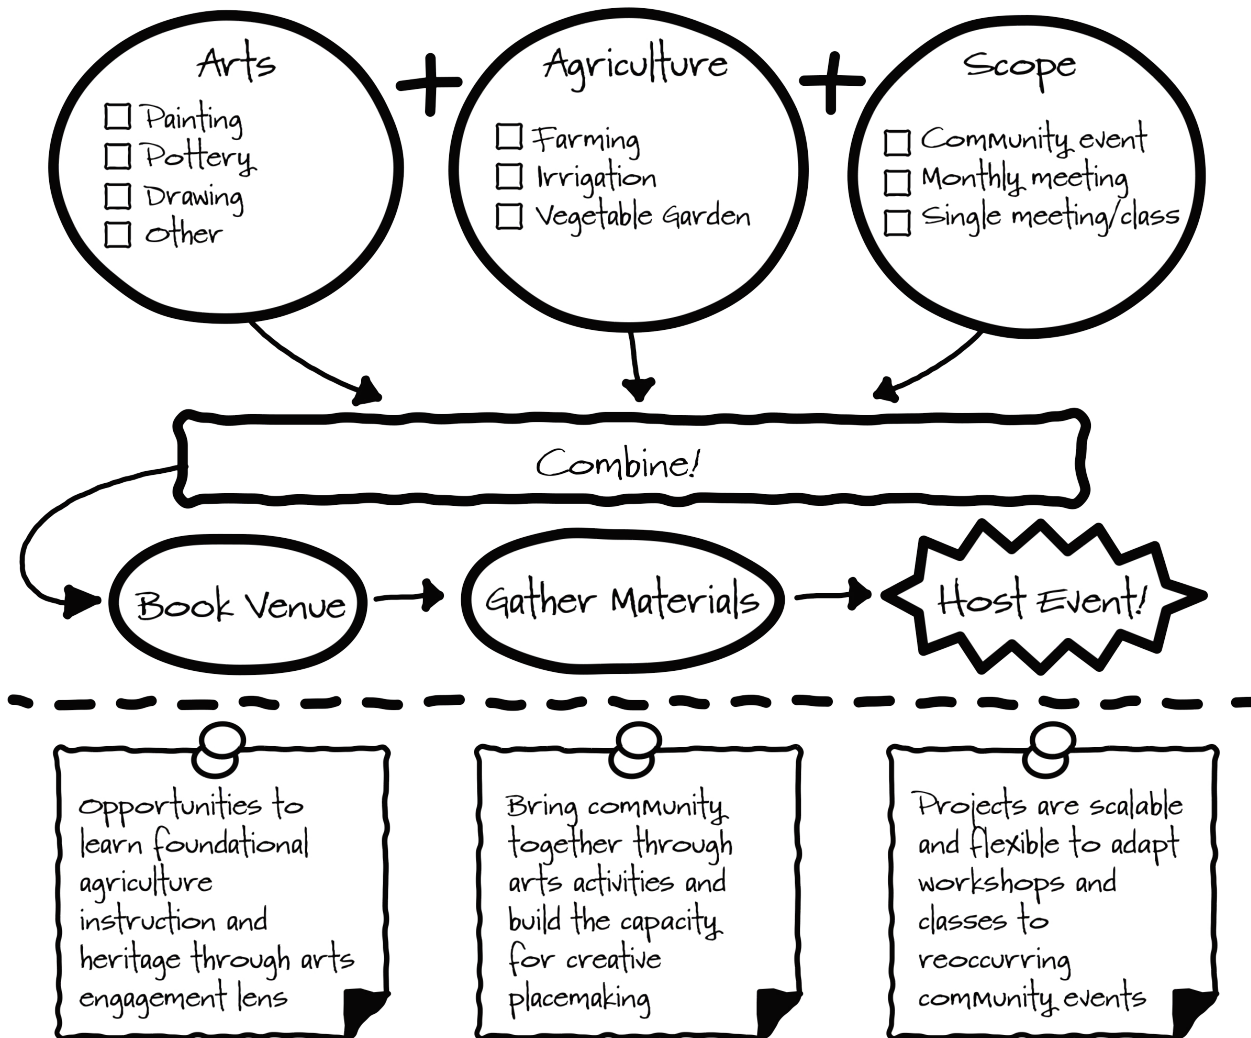 Arts
Painting
Pottery
Drawing
Other
+
Agriculture
Farming
Irrigation
Vegetable Garden
+
Scope
Community event
Monthly meeting
Single meeting/class
Combine!
Book Venue
Gather Materials
Host Event!
Opportunities to
learn foundational
agriculture
instruction and
heritage through arts
engagement lens
Bring community
together through
arts activities and
build the capacity
for creative
placemaking
Projects are scalable
and flexible to adapt
workshops and
classes to
reoccurring
community events